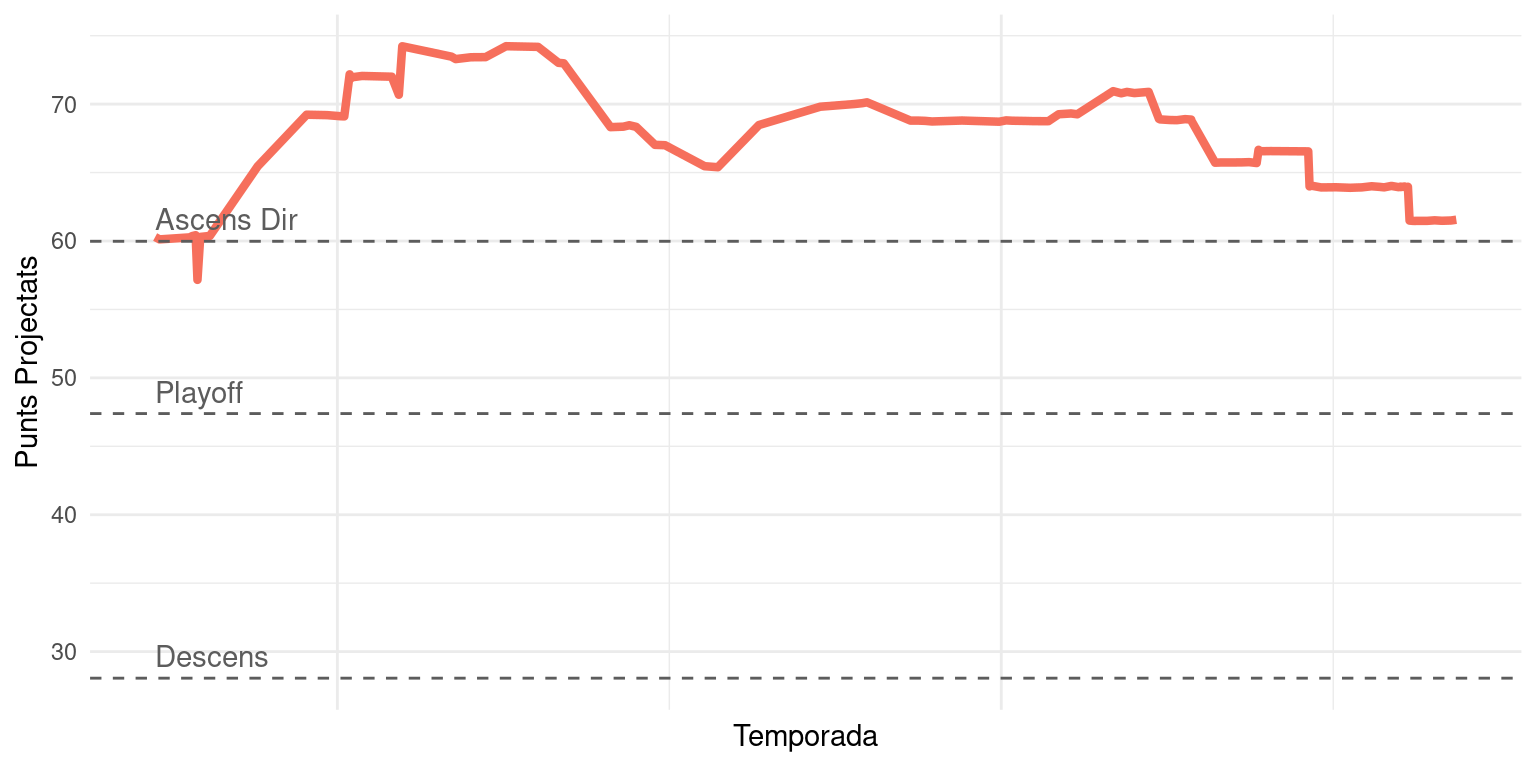 70
Ascens Dir
60
Punts Projectats
50
Playoff
40
30
Descens
Temporada